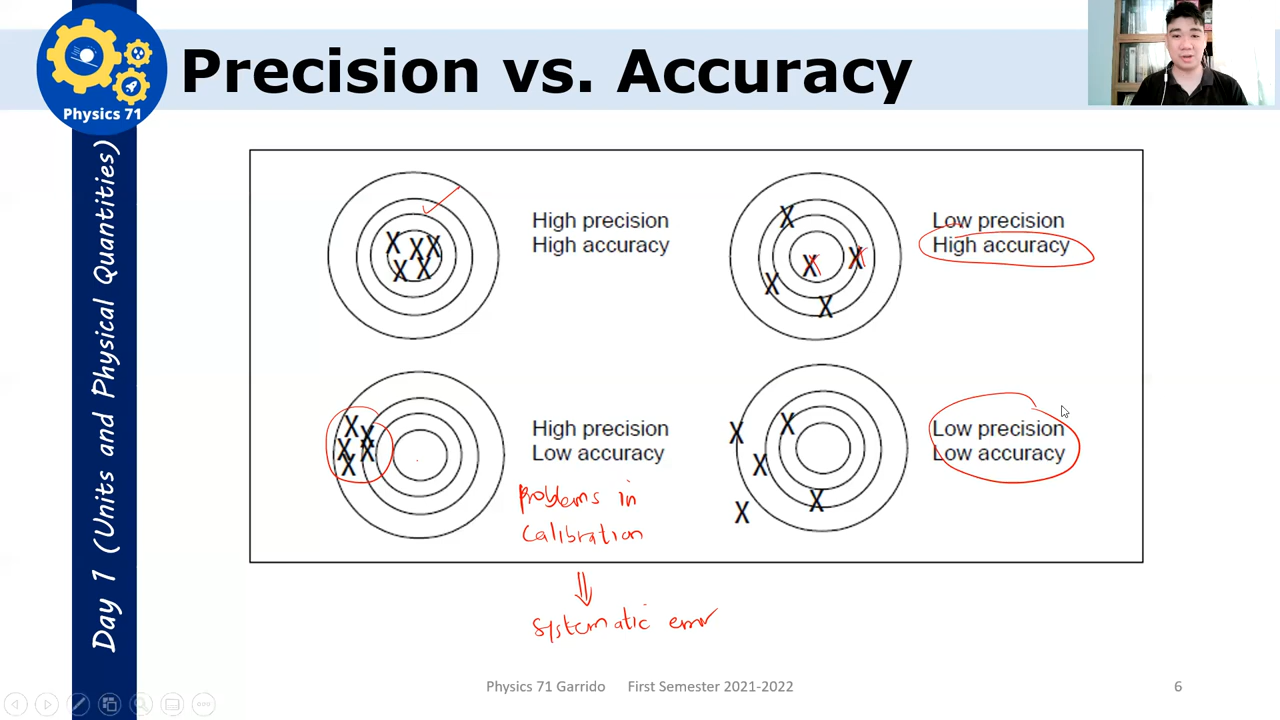 Physics 71
Precision vs. Accuracy
Day 1 (Units and Physical Quantities)
High precision
High accuracy
Low precision
High accuracy
High precision
Low accuracy
Low precision
Low accuracy
Problems in
Calibration
Systematic error
Physics 71 Garrido First Semester 2021-2022
6